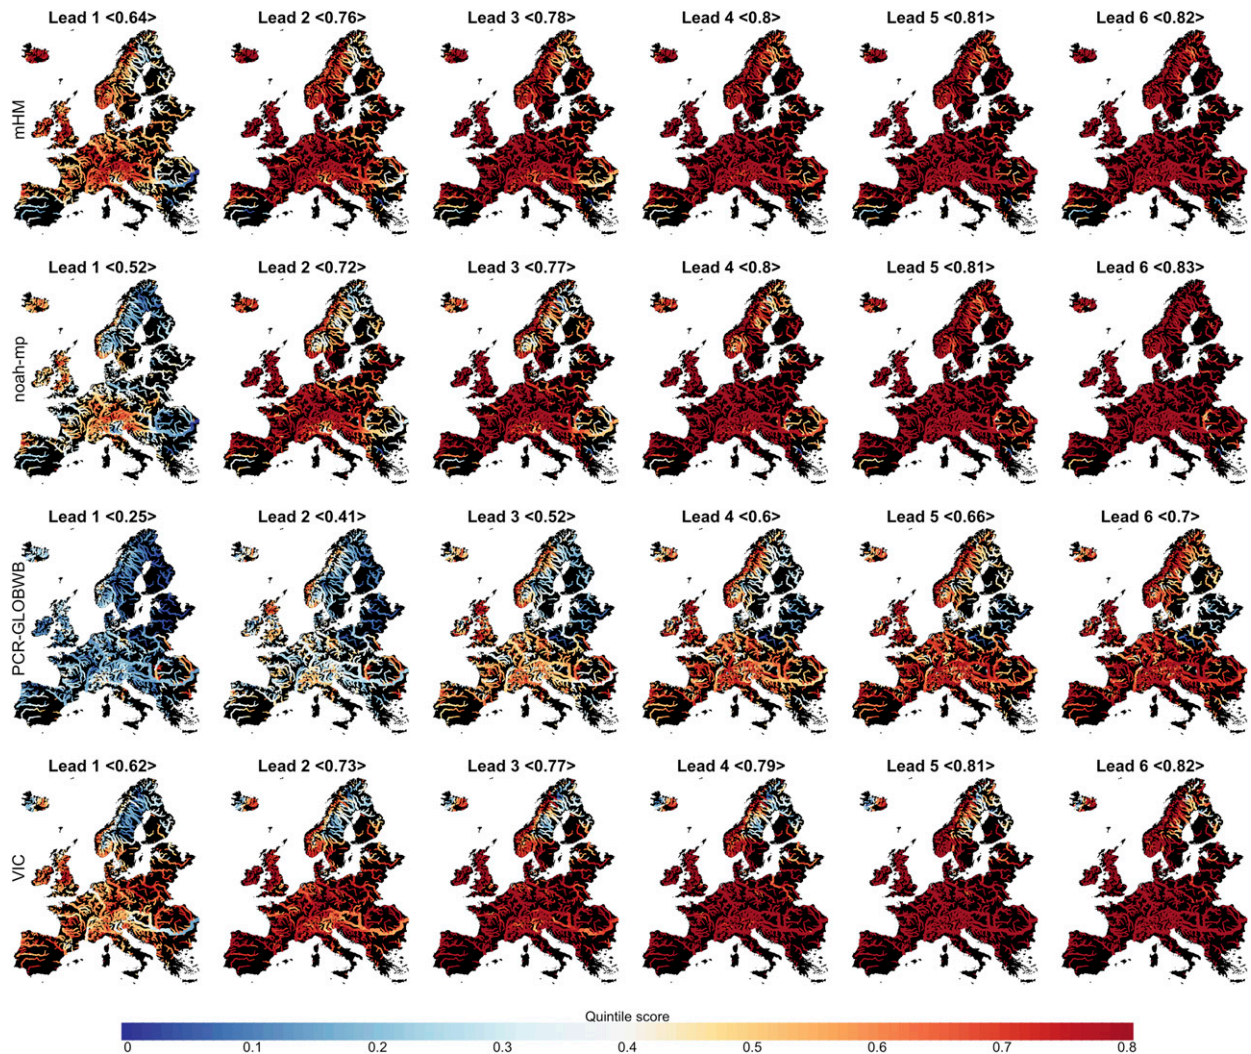 Lead 1 <0.64> Lead 2 <0.76> Lead 3 <0.78> Lead 4 <0.8> Lead 5 <0.81> Lead 6 <0.82>
mHM
Lead 1 <0.52> Lead 2 <0.72> Lead 3 <0.77> Lead 4 <0.8> Lead 5 <0.81> Lead 6 <0.83>
noah-mp
Lead 1 <0.25> Lead 2 <0.41> Lead 3 <0.52> Lead 4 <0.6> Lead 5 <0.66> Lead 6 <0.7>
PCR-GLOBWB
Lead 1 <0.62> Lead 2 <0.73> Lead 3 <0.77> Lead 4 <0.79> Lead 5 <0.81> Lead 6 <0.82>
VIC
Quintile score
0 0.1 0.2 0.3 0.4 0.5 0.6 0.7 0.8